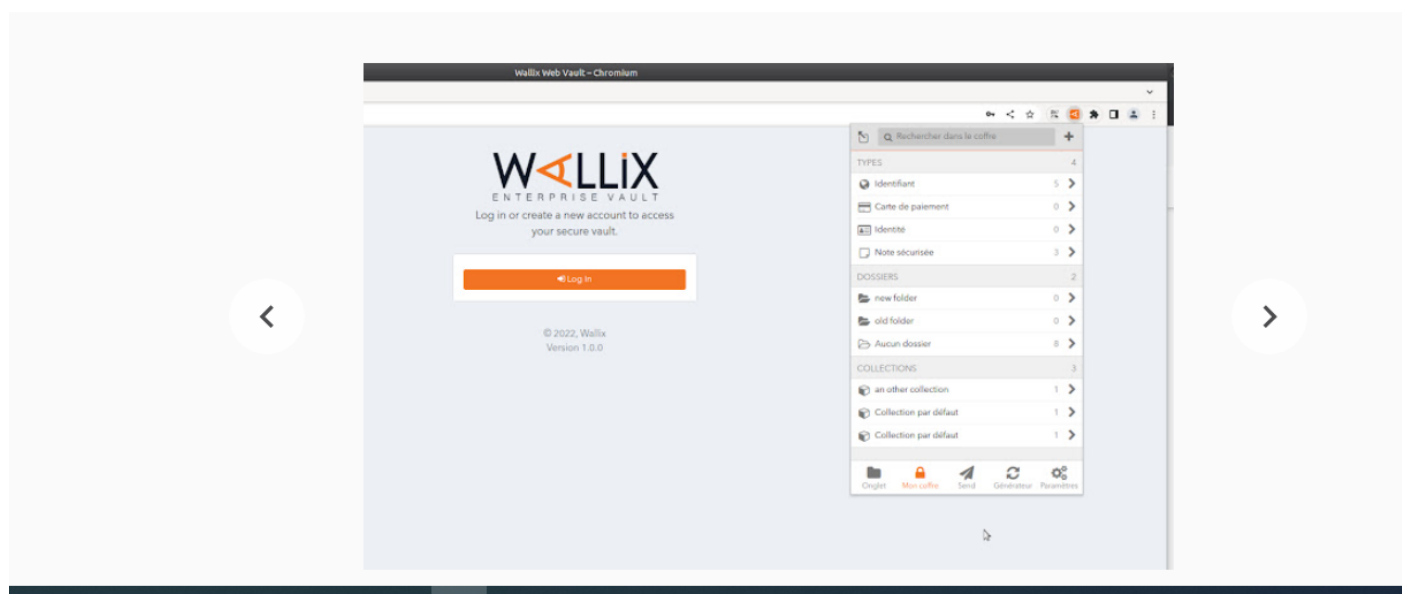 Wallix Web Vault – Chromium
WALLiX
ENTERPRISE VAULT
Log in or create a new account to access
your secure vault.
Log In
© 2022, Wallix
Version 1.0.0
Rechercher dans le coffre
TYPES 4
Identifiant 5
Carte de paiement 0
Identité 0
Note sécurisée 3
DOSSIERS 2
new folder 0
old folder 0
Aucun dossier 8
COLLECTIONS 3
an other collection 1
Collection par défaut 1
Collection par défaut 1
Onglet Mon coffre Send Générateur Paramètres